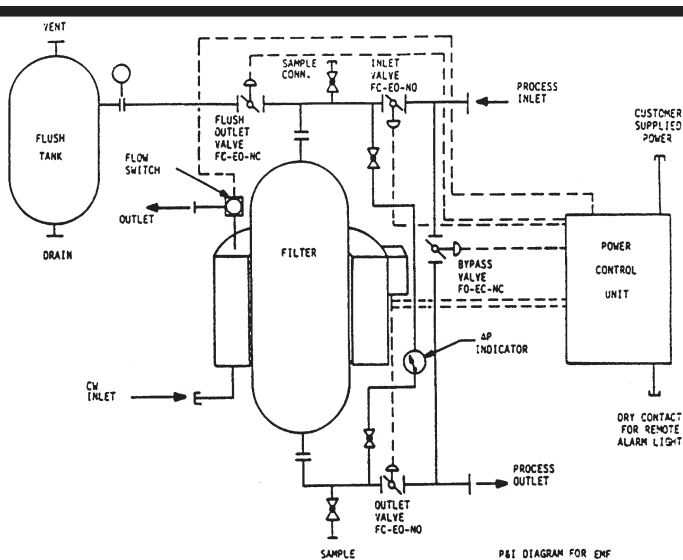 VENT
FLUSH
TANK
DRAIN
FLOW
SWITCH
OUTLET
CW
INLET
FLUSH
OUTLET
VALVE
FC-EO-NC
SAMPLE
CONN.
INLET
VALVE
FC-EO-NO
PROCESS
INLET
CUSTOMER
SUPPLIED
POWER
FILTER
BYPASS
VALVE
FO-EC-NC
POWER
CONTROL
UNIT
ΔP
INDICATOR
DRY CONTACT
FOR REMOTE
ALARM LIGHT
PROCESS
OUTLET
OUTLET
VALVE
FC-EO-NO
SAMPLE
P&I DIAGRAM FOR EMF